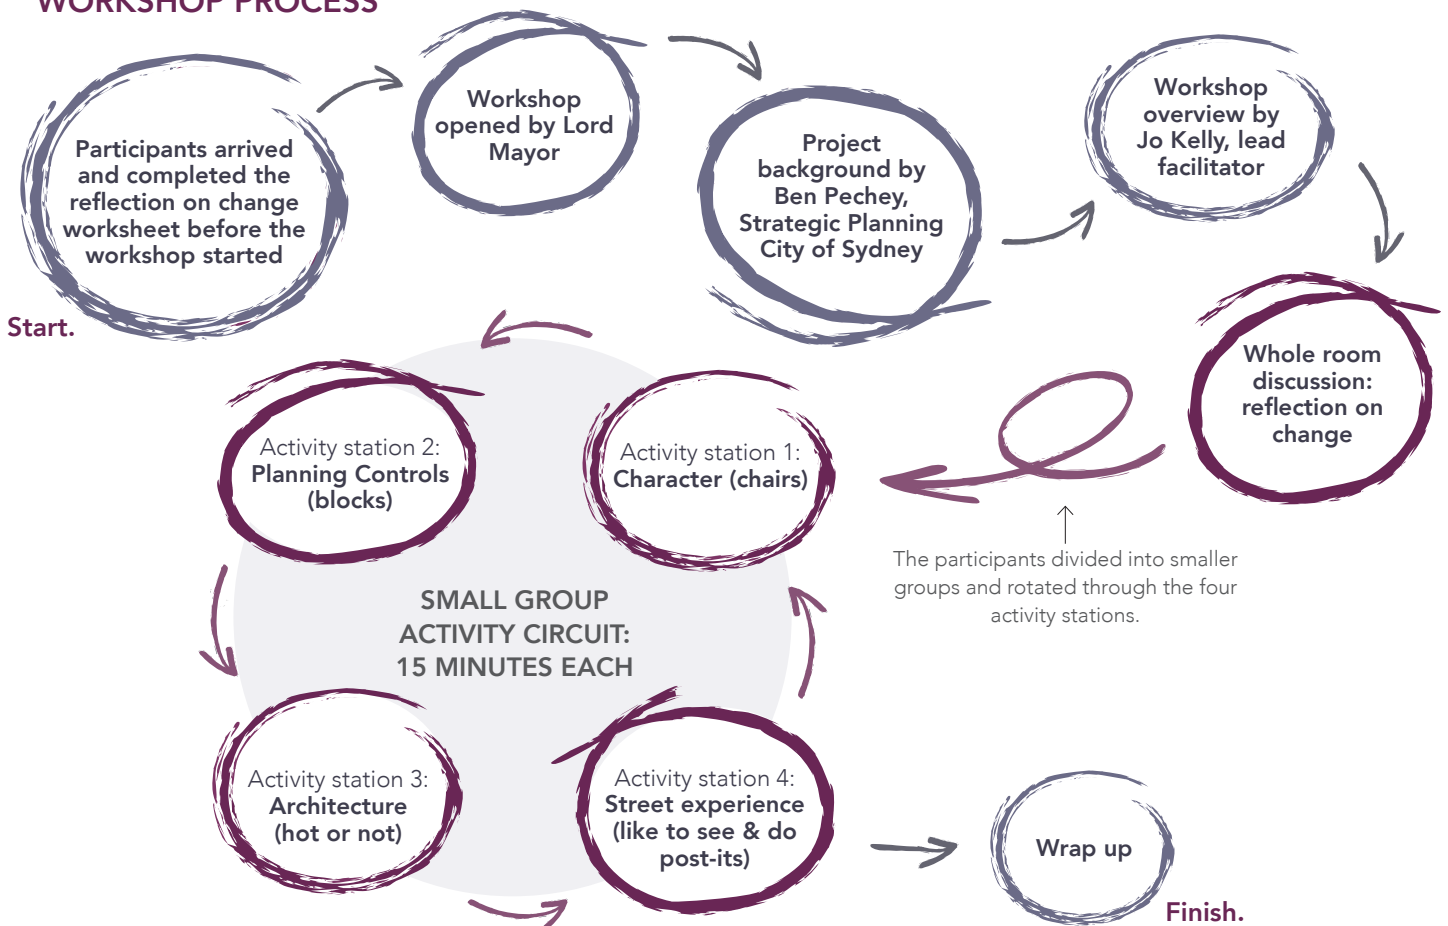 WORKSHOP PROCESS
Participants arrived
and completed the
reflection on change
worksheet before the
workshop started
Start.
Workshop
opened by Lord
Mayor
Project
background by
Ben Pechey,
Strategic Planning
City of Sydney
Workshop
overview by
Jo Kelly, lead
facilitator
Whole room
discussion:
reflection on
change
The participants divided into smaller
groups and rotated through the four
activity stations.
SMALL GROUP
ACTIVITY CIRCUIT:
15 MINUTES EACH
Activity station 1:
Character (chairs)
Activity station 2:
Planning Controls
(blocks)
Activity station 3:
Architecture
(hot or not)
Activity station 4:
Street experience
(like to see & do
post-its)
Wrap up
Finish.